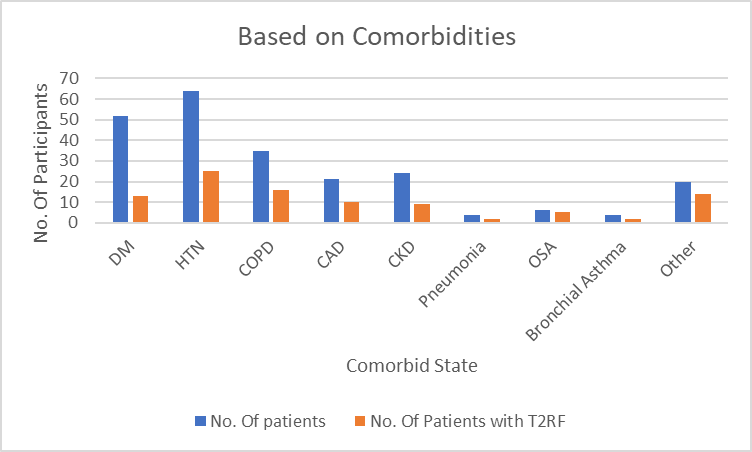 Based on Comorbidities
No. Of Participants
70
60
50
40
30
20
10
0
DM
HTN
COPD
CAD
CKD
Pneumonia
OSA
Bronchial Asthma
Other
Comorbid State
No. Of patients
No. Of Patients with T2RF